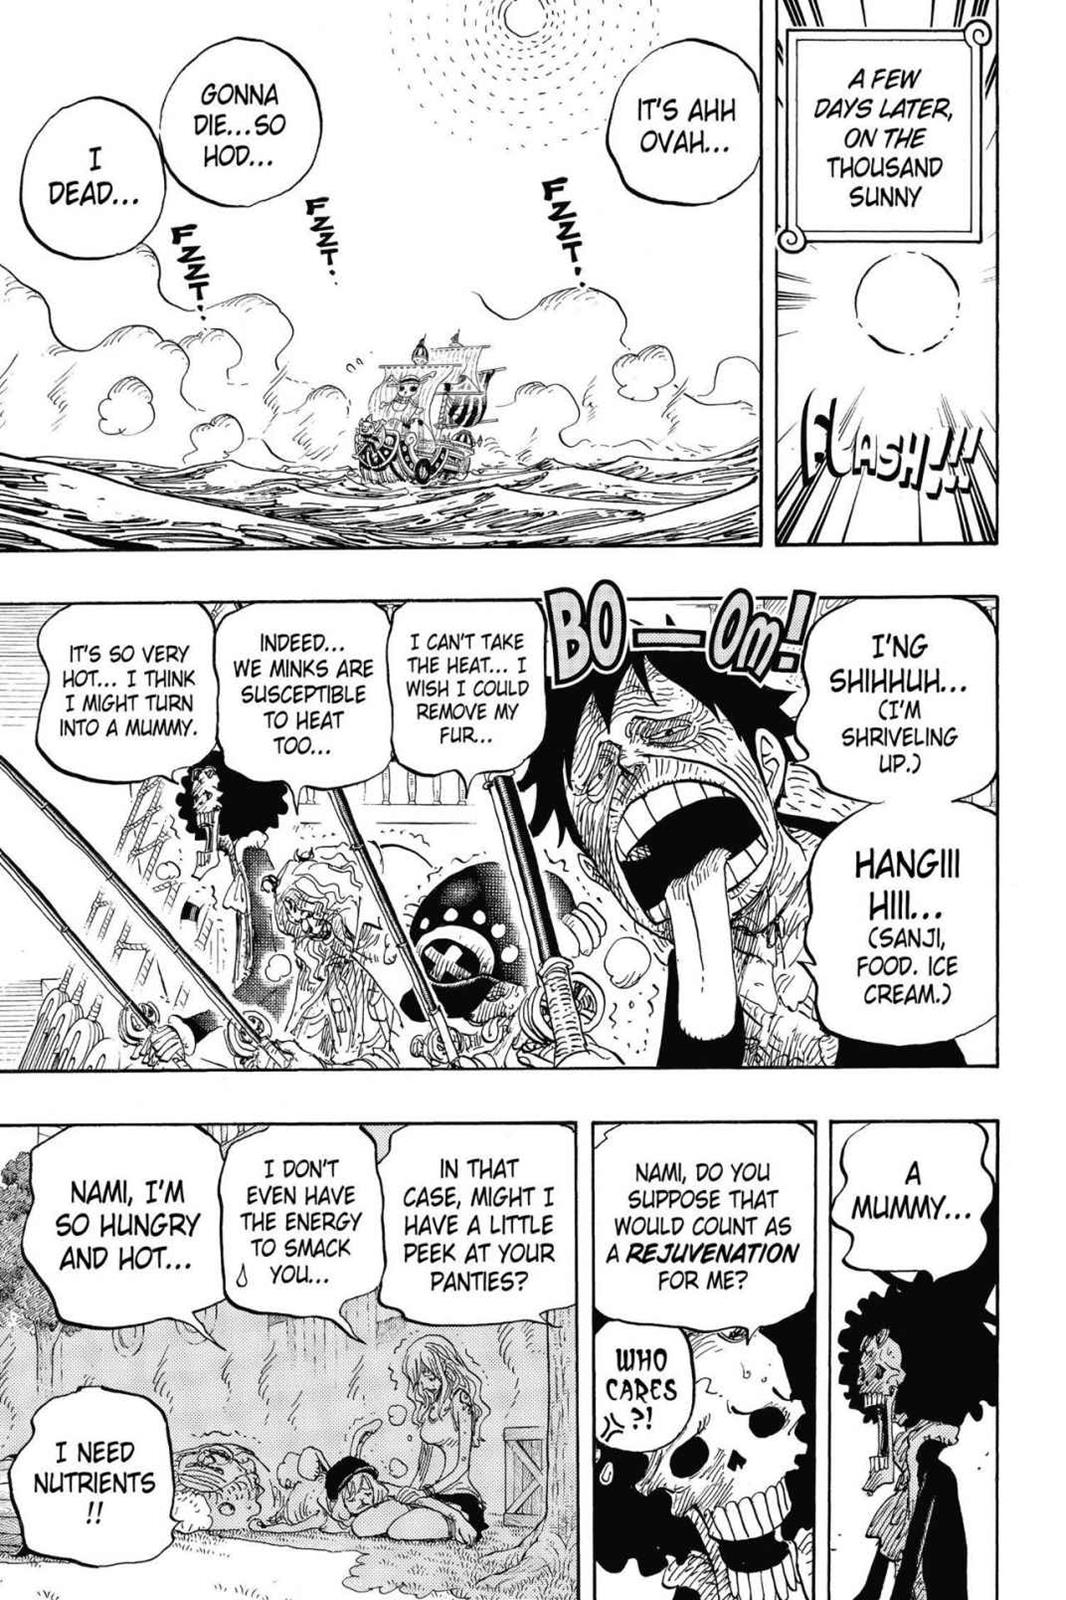 A FEW
DAYS LATER,
ON THE
THOUSAND
SUNNY
FLASH!!!
IT'S AHH
OVAH...
GONNA
DIE...SO
HOD...
I
DEAD...
FZZT.
FZZT.
FZZT.
I'NG
SHIHHUH...
(I'M
SHRIVELING
UP.)
HANGIII
HIII...
(SANJI,
FOOD. ICE
CREAM.)
BO—OM!
I CAN'T TAKE
THE HEAT... I
WISH I COULD
REMOVE MY
FUR...
INDEED...
WE MINKS ARE
SUSCEPTIBLE
TO HEAT
TOO...
IT'S SO VERY
HOT... I THINK
I MIGHT TURN
INTO A MUMMY.
A
MUMMY...
NAMI, DO YOU
SUPPOSE THAT
WOULD COUNT AS
A REJUVENATION
FOR ME?
WHO
CARES
?!
IN THAT
CASE, MIGHT I
HAVE A LITTLE
PEEK AT YOUR
PANTIES?
I DON'T
EVEN HAVE
THE ENERGY
TO SMACK
YOU...
NAMI, I'M
SO HUNGRY
AND HOT...
I NEED
NUTRIENTS
!!